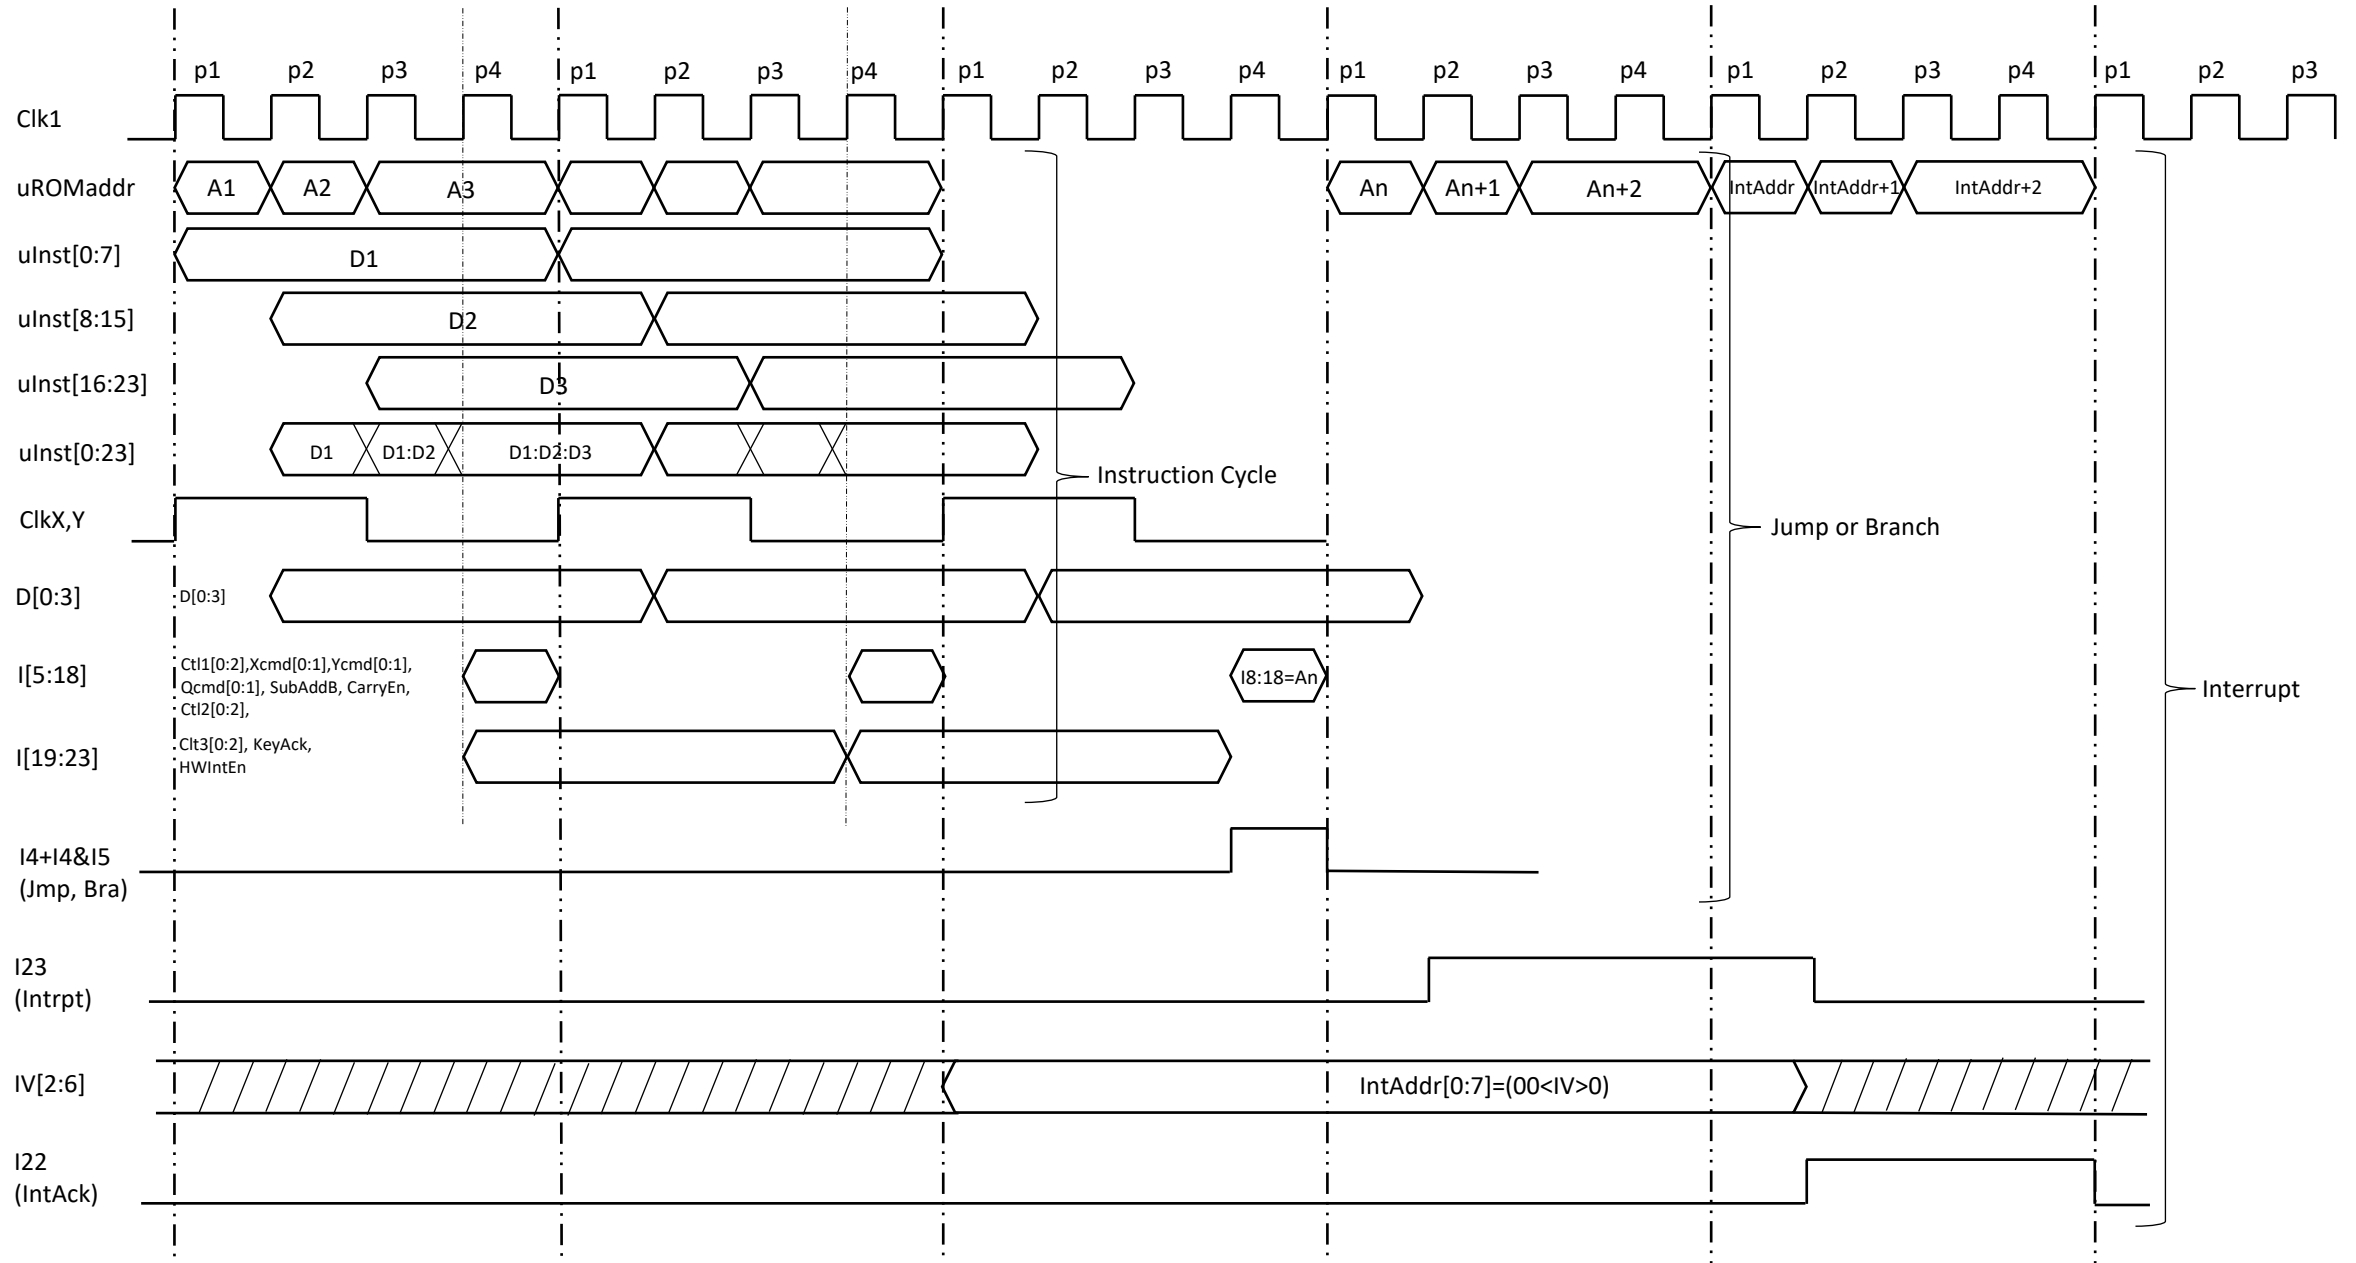 p1 p2 p3 p4 p1 p2 p3 p4 p1 p2 p3 p4 p1 p2 p3 p4 p1 p2 p3 p4 p1 p2 p3
Clk1
uROMaddr A1 A2 A3 An An+1 An+2 IntAddr IntAddr+1 IntAddr+2
uInst[0:7] D1
uInst[8:15] D2
uInst[16:23] D3
uInst[0:23] D1 D1:D2 D1:D2:D3
Instruction Cycle
ClkX,Y
Jump or Branch
D[0:3] D[0:3]
I[5:18] Ctl1[0:2],Xcmd[0:1],Ycmd[0:1],
Qcmd[0:1], SubAddB, CarryEn,
Ctl2[0:2],
I8:18=An
Interrupt
I[19:23] Clt3[0:2], KeyAck,
HWIntEn
I4+I4&I5
(Jmp, Bra)
I23
(Intrpt)
IV[2:6] IntAddr[0:7]=(00<IV>0)
I22
(IntAck)